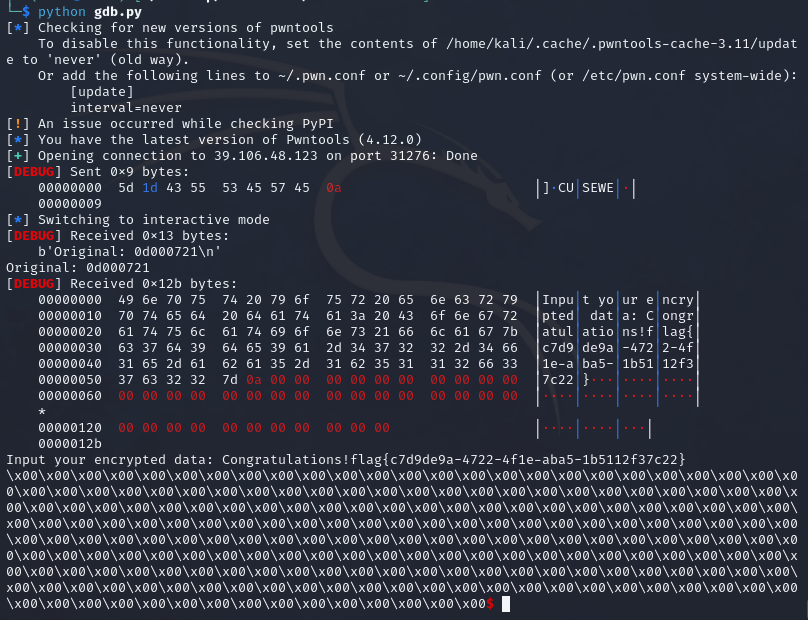 └─$ python gdb.py
[*] Checking for new versions of pwntools
    To disable this functionality, set the contents of /home/kali/.cache/.pwntools-cache-3.11/updat
e to 'never' (old way).
    Or add the following lines to ~/.pwn.conf or ~/.config/pwn.conf (or /etc/pwn.conf system-wide):
        [update]
        interval=never
[!] An issue occurred while checking PyPI
[*] You have the latest version of Pwntools (4.12.0)
[+] Opening connection to 39.106.48.123 on port 31276: Done
[DEBUG] Sent 0×9 bytes:
    00000000  5d 1d 43 55  53 45 57 45  0a                        │]·CU│SEWE│·│
    00000009
[*] Switching to interactive mode
[DEBUG] Received 0×13 bytes:
    b'Original: 0d000721\n'
Original: 0d000721
[DEBUG] Received 0×12b bytes:
    00000000  49 6e 70 75  74 20 79 6f  75 72 20 65  6e 63 72 79  │Inpu│t yo│ur e│ncry│
    00000010  70 74 65 64  20 64 61 74  61 3a 20 43  6f 6e 67 72  │pted│ dat│a: C│ongr│
    00000020  61 74 75 6c  61 74 69 6f  6e 73 21 66  6c 61 67 7b  │atul│atio│ns!f│lag{│
    00000030  63 37 64 39  64 65 39 61  2d 34 37 32  32 2d 34 66  │c7d9│de9a│-472│2-4f│
    00000040  31 65 2d 61  62 61 35 2d  31 62 35 31  31 32 66 33  │1e-a│ba5-│1b51│12f3│
    00000050  37 63 32 32  7d 0a 00 00  00 00 00 00  00 00 00 00  │7c22│}···│····│····│
    00000060  00 00 00 00  00 00 00 00  00 00 00 00  00 00 00 00  │····│····│····│····│
    *
    00000120  00 00 00 00  00 00 00 00  00 00 00                  │····│····│···│
    0000012b
Input your encrypted data: Congratulations!flag{c7d9de9a-4722-4f1e-aba5-1b5112f37c22}
\x00\x00\x00\x00\x00\x00\x00\x00\x00\x00\x00\x00\x00\x00\x00\x00\x00\x00\x00\x00\x00\x00\x00\x00\x0
0\x00\x00\x00\x00\x00\x00\x00\x00\x00\x00\x00\x00\x00\x00\x00\x00\x00\x00\x00\x00\x00\x00\x00\x00\x
00\x00\x00\x00\x00\x00\x00\x00\x00\x00\x00\x00\x00\x00\x00\x00\x00\x00\x00\x00\x00\x00\x00\x00\x00\
x00\x00\x00\x00\x00\x00\x00\x00\x00\x00\x00\x00\x00\x00\x00\x00\x00\x00\x00\x00\x00\x00\x00\x00\x00
\x00\x00\x00\x00\x00\x00\x00\x00\x00\x00\x00\x00\x00\x00\x00\x00\x00\x00\x00\x00\x00\x00\x00\x00\x0
0\x00\x00\x00\x00\x00\x00\x00\x00\x00\x00\x00\x00\x00\x00\x00\x00\x00\x00\x00\x00\x00\x00\x00\x00\x
00\x00\x00\x00\x00\x00\x00\x00\x00\x00\x00\x00\x00\x00\x00\x00\x00\x00\x00\x00\x00\x00\x00\x00\x00\
x00\x00\x00\x00\x00\x00\x00\x00\x00\x00\x00\x00\x00\x00\x00\x00\x00\x00\x00\x00\x00\x00\x00\x00\x00
\x00\x00\x00\x00\x00\x00\x00\x00\x00\x00\x00\x00\x00\x00\x00$